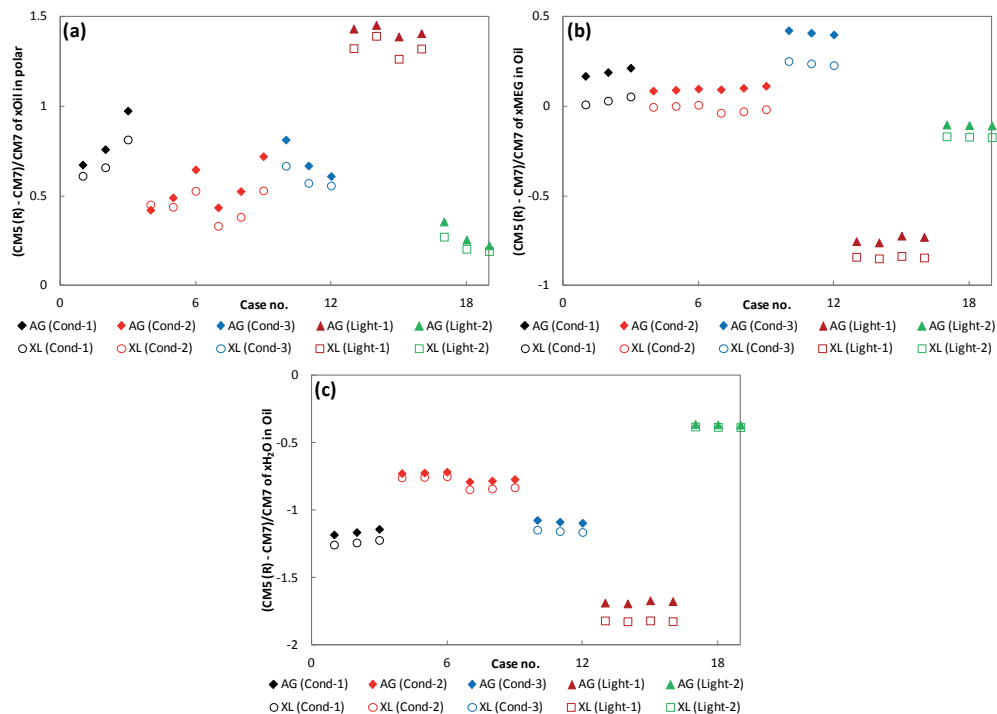 (a)
(CM5 (R) - CM7)/CM7 of xOil in polar
1.5
1
0.5
0
0 6 12 18
Case no.
AG (Cond-1) AG (Cond-2) AG (Cond-3) AG (Light-1) AG (Light-2)
XL (Cond-1) XL (Cond-2) XL (Cond-3) XL (Light-1) XL (Light-2)
(b)
(CM5 (R) - CM7)/CM7 of xMEG in Oil
0.5
0
-0.5
-1
0 6 12 18
Case no.
AG (Cond-1) AG (Cond-2) AG (Cond-3) AG (Light-1) AG (Light-2)
XL (Cond-1) XL (Cond-2) XL (Cond-3) XL (Light-1) XL (Light-2)
(c)
(CM5 (R) - CM7)/CM7 of xH₂O in Oil
0
-0.5
-1
-1.5
-2
0 6 12 18
Case no.
AG (Cond-1) AG (Cond-2) AG (Cond-3) AG (Light-1) AG (Light-2)
XL (Cond-1) XL (Cond-2) XL (Cond-3) XL (Light-1) XL (Light-2)